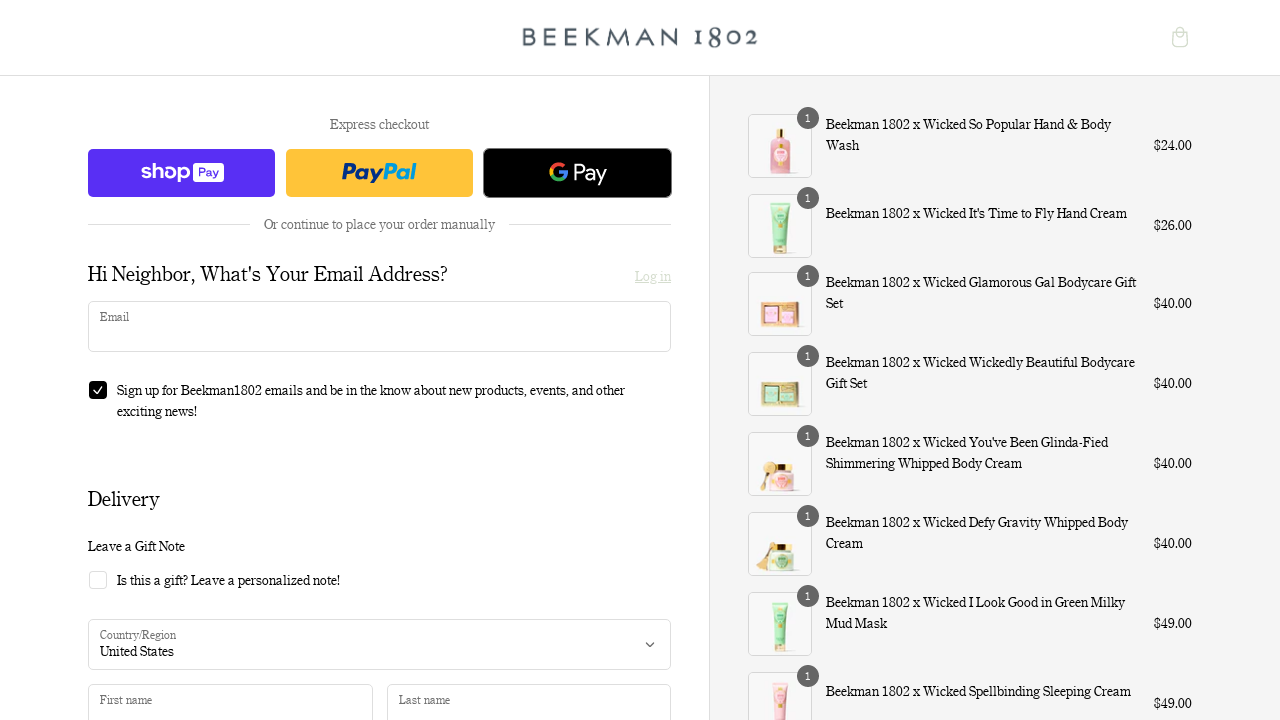 BEEKMAN 1802
Express checkout
shop Pay
PayPal
G Pay
Or continue to place your order manually
Hi Neighbor, What's Your Email Address?
Log in
Email
Sign up for Beekman1802 emails and be in the know about new products, events, and other
exciting news!
Delivery
Leave a Gift Note
Is this a gift? Leave a personalized note!
Country/Region
United States
First name
Last name
1
Beekman 1802 x Wicked So Popular Hand & Body
Wash
$24.00
1
Beekman 1802 x Wicked It's Time to Fly Hand Cream
$26.00
1
Beekman 1802 x Wicked Glamorous Gal Bodycare Gift
Set
$40.00
1
Beekman 1802 x Wicked Wickedly Beautiful Bodycare
Gift Set
$40.00
1
Beekman 1802 x Wicked You've Been Glinda-Fied
Shimmering Whipped Body Cream
$40.00
1
Beekman 1802 x Wicked Defy Gravity Whipped Body
Cream
$40.00
1
Beekman 1802 x Wicked I Look Good in Green Milky
Mud Mask
$49.00
1
Beekman 1802 x Wicked Spellbinding Sleeping Cream
$49.00